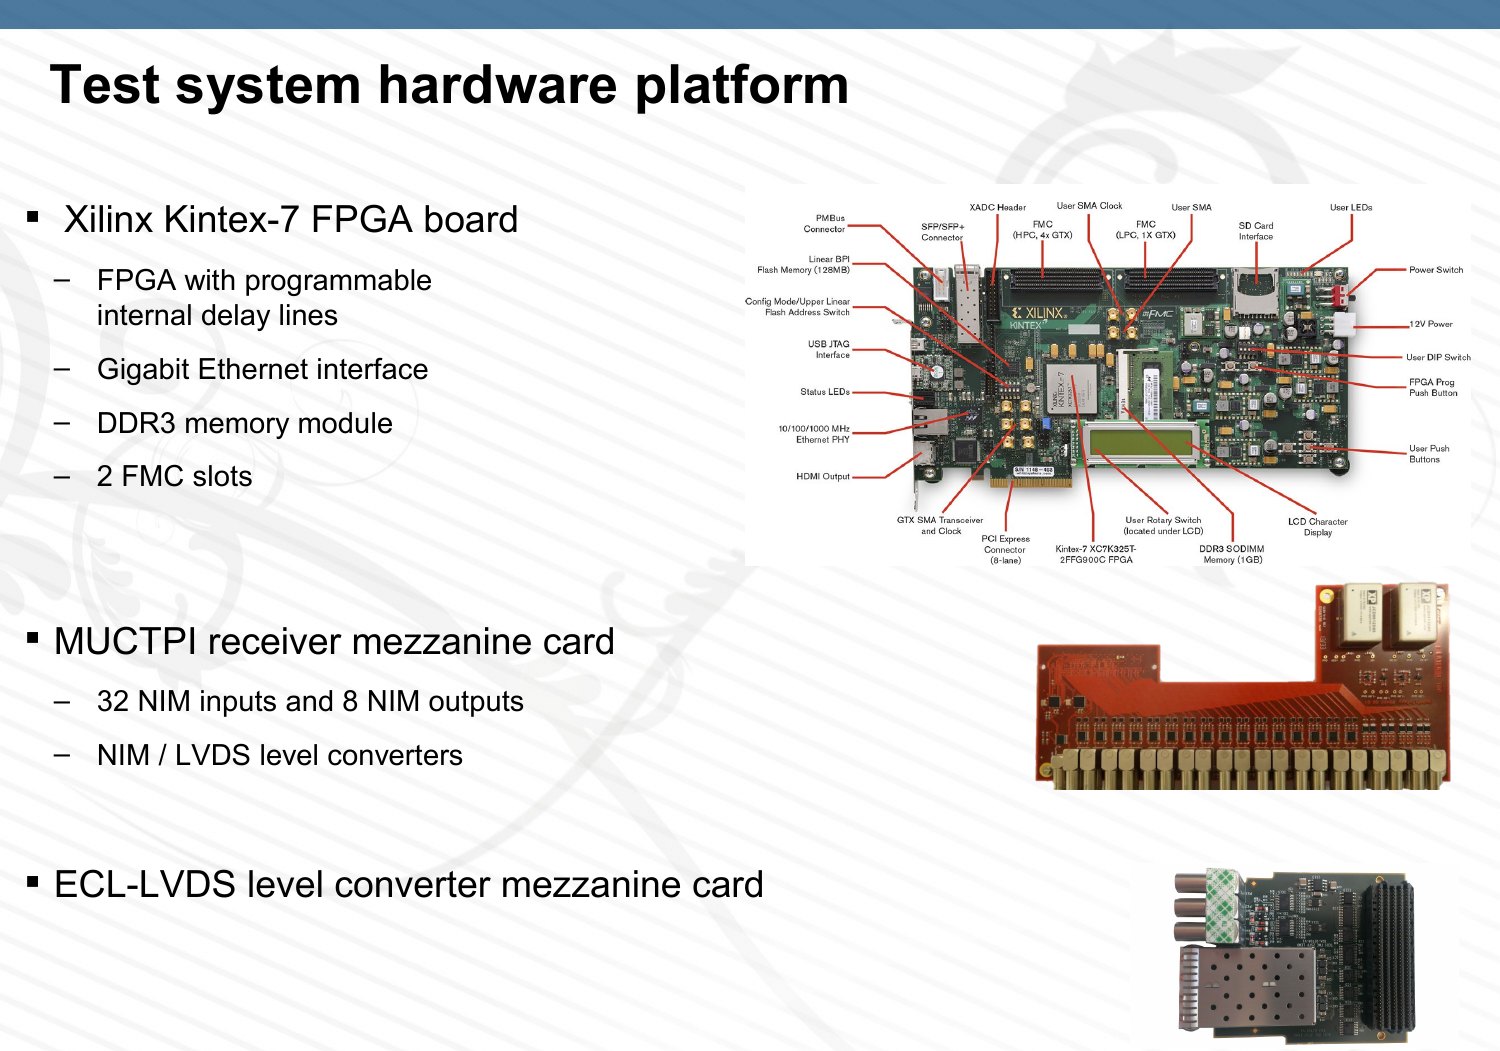 Test system hardware platform
▪ Xilinx Kintex-7 FPGA board
– FPGA with programmable
internal delay lines
– Gigabit Ethernet interface
– DDR3 memory module
– 2 FMC slots
▪ MUCTPI receiver mezzanine card
– 32 NIM inputs and 8 NIM outputs
– NIM / LVDS level converters
▪ ECL-LVDS level converter mezzanine card
PMBus
Connector
SFP/SFP+
Connector
XADC Header
FMC
(HPC, 4x GTX)
User SMA Clock
FMC
(LPC, 1X GTX)
User SMA
SD Card
Interface
User LEDs
Linear BPI
Flash Memory (128MB)
Config Mode/Upper Linear
Flash Address Switch
USB JTAG
Interface
Status LEDs
10/100/1000 MHz
Ethernet PHY
HDMI Output
Power Switch
12V Power
User DIP Switch
FPGA Prog
Push Button
User Push
Buttons
XILINX
KINTEX
FMC
KINTEX-7
GTX SMA Transceiver
and Clock
PCI Express
Connector
(8-lane)
Kintex-7 XC7K325T-
2FFG900C FPGA
User Rotary Switch
(located under LCD)
DDR3 SODIMM
Memory (1GB)
LCD Character
Display